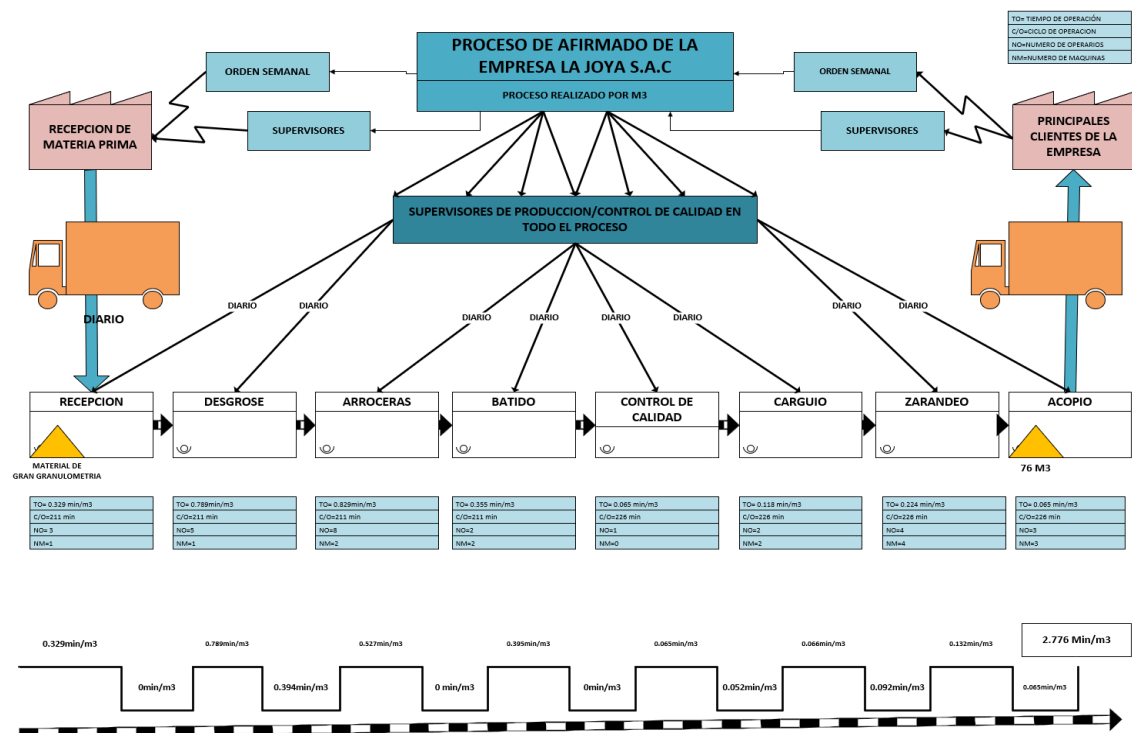 TO= TIEMPO DE OPERACIÓN
C/O=CICLO DE OPERACION
NO=NUMERO DE OPERARIOS
NM=NUMERO DE MAQUINAS
PROCESO DE AFIRMADO DE LA
EMPRESA LA JOYA S.A.C
PROCESO REALIZADO POR M3
ORDEN SEMANAL
SUPERVISORES
ORDEN SEMANAL
SUPERVISORES
RECEPCION DE
MATERIA PRIMA
PRINCIPALES
CLIENTES DE LA
EMPRESA
SUPERVISORES DE PRODUCCION/CONTROL DE CALIDAD EN
TODO EL PROCESO
DIARIO
DIARIO
DIARIO
DIARIO
DIARIO
DIARIO
DIARIO
DIARIO
DIARIO
RECEPCION
DESGROSE
ARROCERAS
BATIDO
CONTROL DE
CALIDAD
CARGUIO
ZARANDEO
ACOPIO
MATERIAL DE
GRAN GRANULOMETRIA
76 M3
TO= 0.329 min/m3
C/O=211 min
NO= 3
NM=1
TO= 0.789min/m3
C/O=211 min
NO=5
NM=1
TO= 0.829min/m3
C/O=211 min
NO=8
NM=2
TO= 0.355 min/m3
C/O=211 min
NO=2
NM=2
TO= 0.065 min/m3
C/O=226 min
NO=1
NM=0
TO= 0.118 min/m3
C/O=226 min
NO=2
NM=2
TO= 0.224 min/m3
C/O=226 min
NO=4
NM=4
TO= 0.065 min/m3
C/O=226 min
NO=3
NM=3
0.329min/m3
0.789min/m3
0.527min/m3
0.395min/m3
0.065min/m3
0.066min/m3
0.132min/m3
2.776 Min/m3
0min/m3
0.394min/m3
0 min/m3
0min/m3
0.052min/m3
0.092min/m3
0.065min/m3